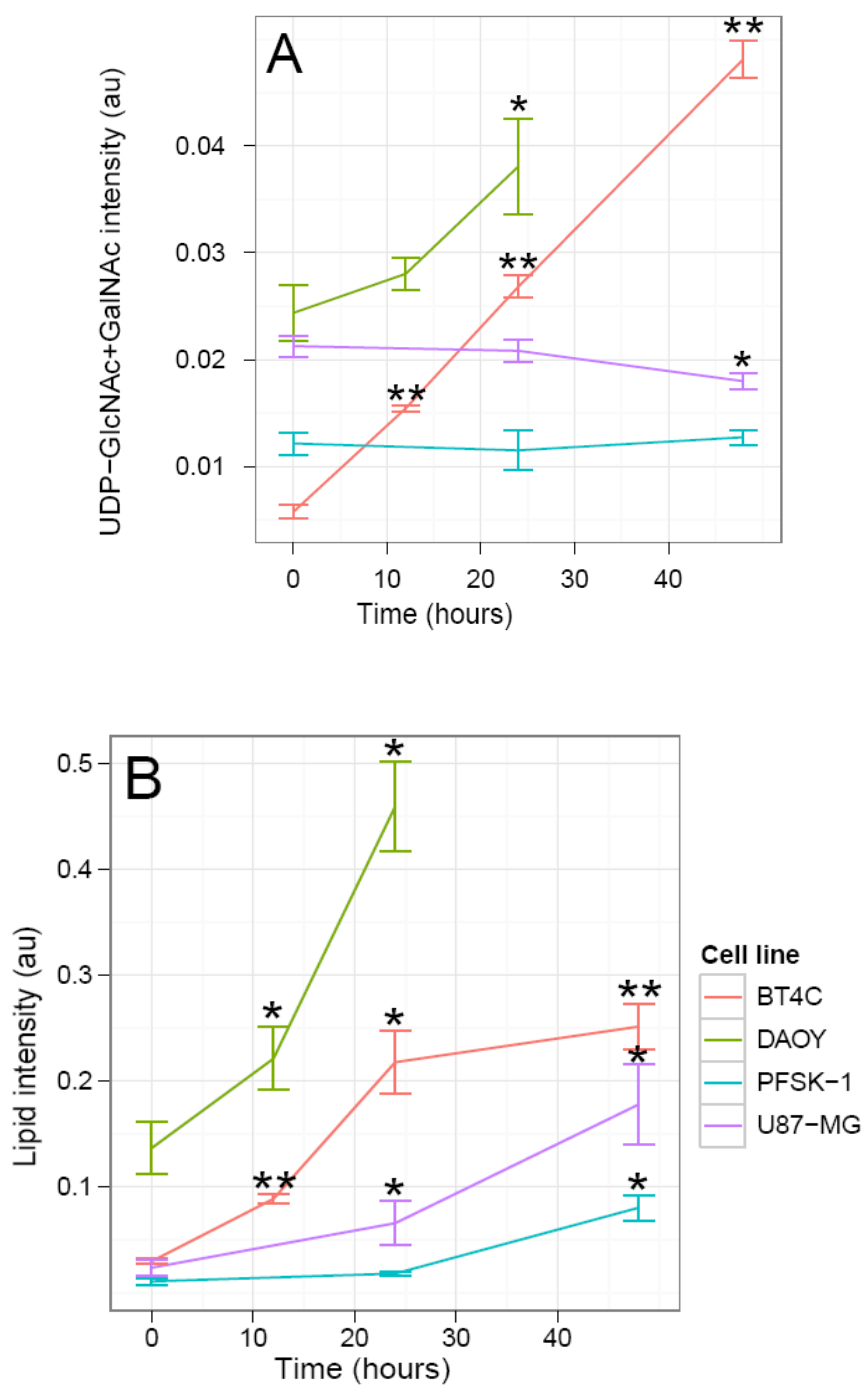 A
**
*
**
**
*
0.04
0.03
0.02
0.01
UDP−GlcNAc+GalNAc intensity (au)
0 10 20 30 40
Time (hours)
B
*
*
*
**
**
*
*
*
0.5
0.4
0.3
0.2
0.1
Lipid intensity (au)
0 10 20 30 40
Time (hours)
Cell line
BT4C
DAOY
PFSK−1
U87−MG